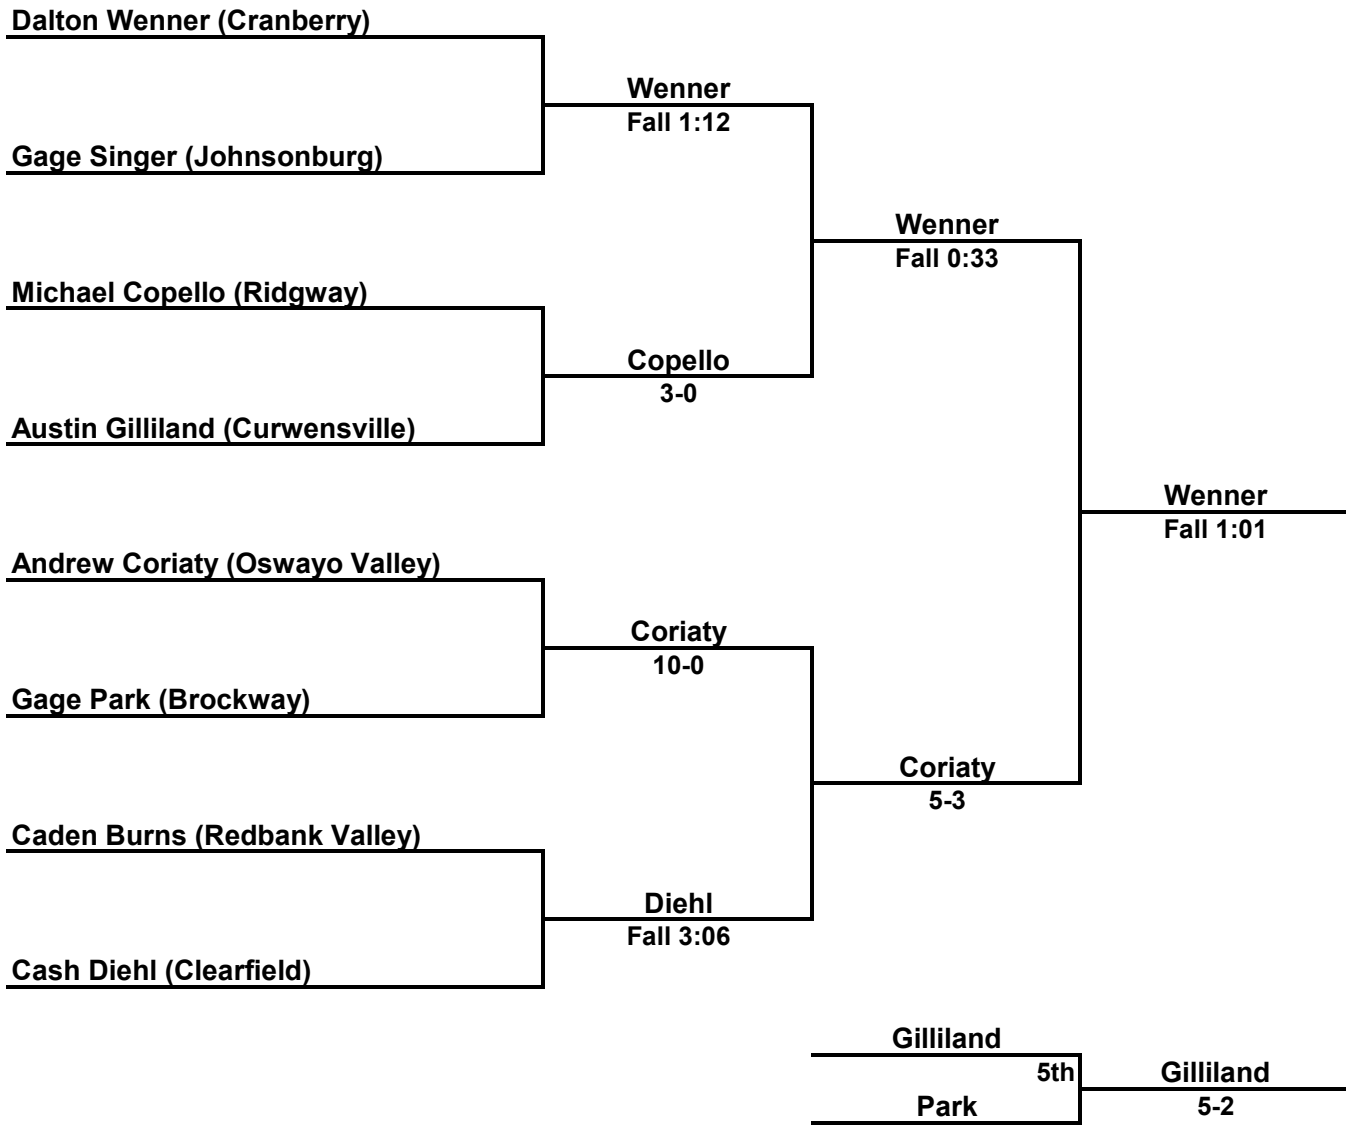 Dalton Wenner (Cranberry)
Wenner
Fall 1:12
Gage Singer (Johnsonburg)
Wenner
Fall 0:33
Michael Copello (Ridgway)
Copello
3-0
Austin Gilliland (Curwensville)
Wenner
Fall 1:01
Andrew Coriaty (Oswayo Valley)
Coriaty
10-0
Gage Park (Brockway)
Coriaty
5-3
Caden Burns (Redbank Valley)
Diehl
Fall 3:06
Cash Diehl (Clearfield)
Gilliland
5th
Gilliland
Park
5-2